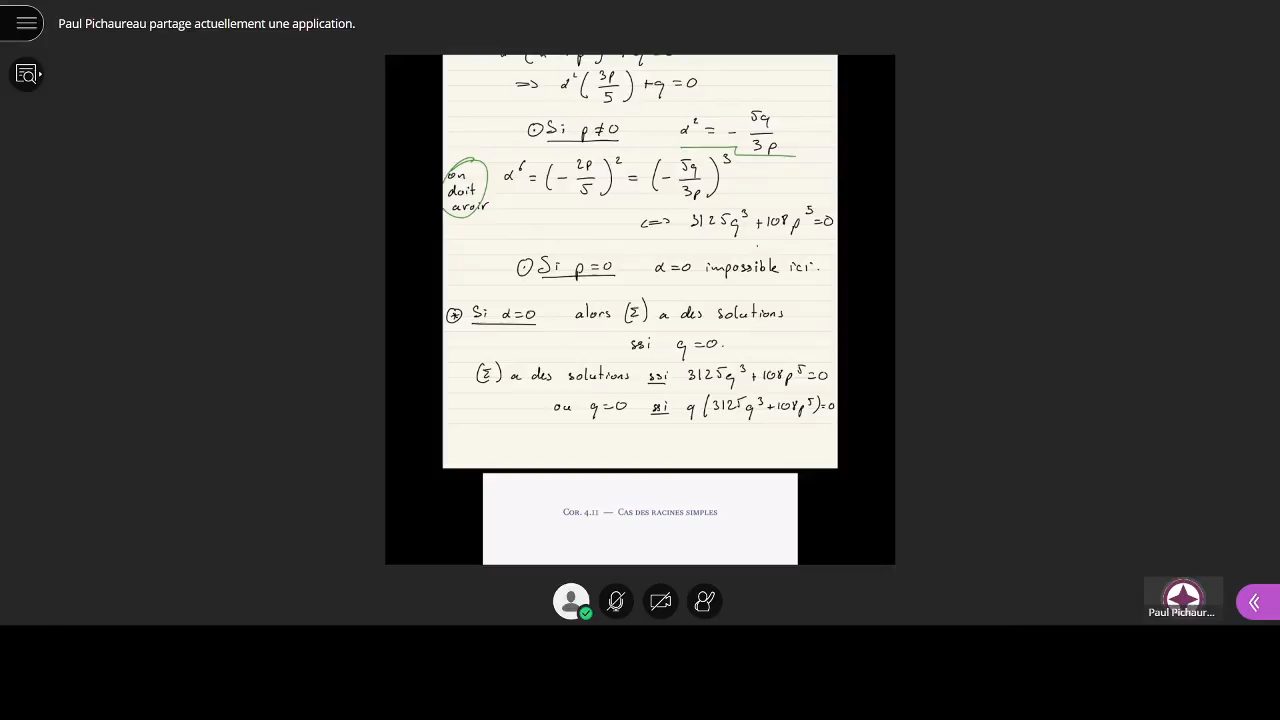 Paul Pichaureau partage actuellement une application.
⇒ α² (3p/5) + q = 0
⊙ Si p ≠ 0 α² = - 5q/3p
on doit avoir α⁶ = (- 2p/5)² = (- 5q/3p)³
⇔ 3125q³ + 108p⁵ = 0
⊙ Si p = 0 α = 0 impossible ici.
⊛ Si α = 0 alors (Σ) a des solutions
ssi q = 0.
(Σ) a des solutions ssi 3125q³ + 108p⁵ = 0
ou q = 0 ssi q (3125q³ + 108p⁵) = 0
Cor. 4.11 — Cas des racines simples
Paul Pichaur...